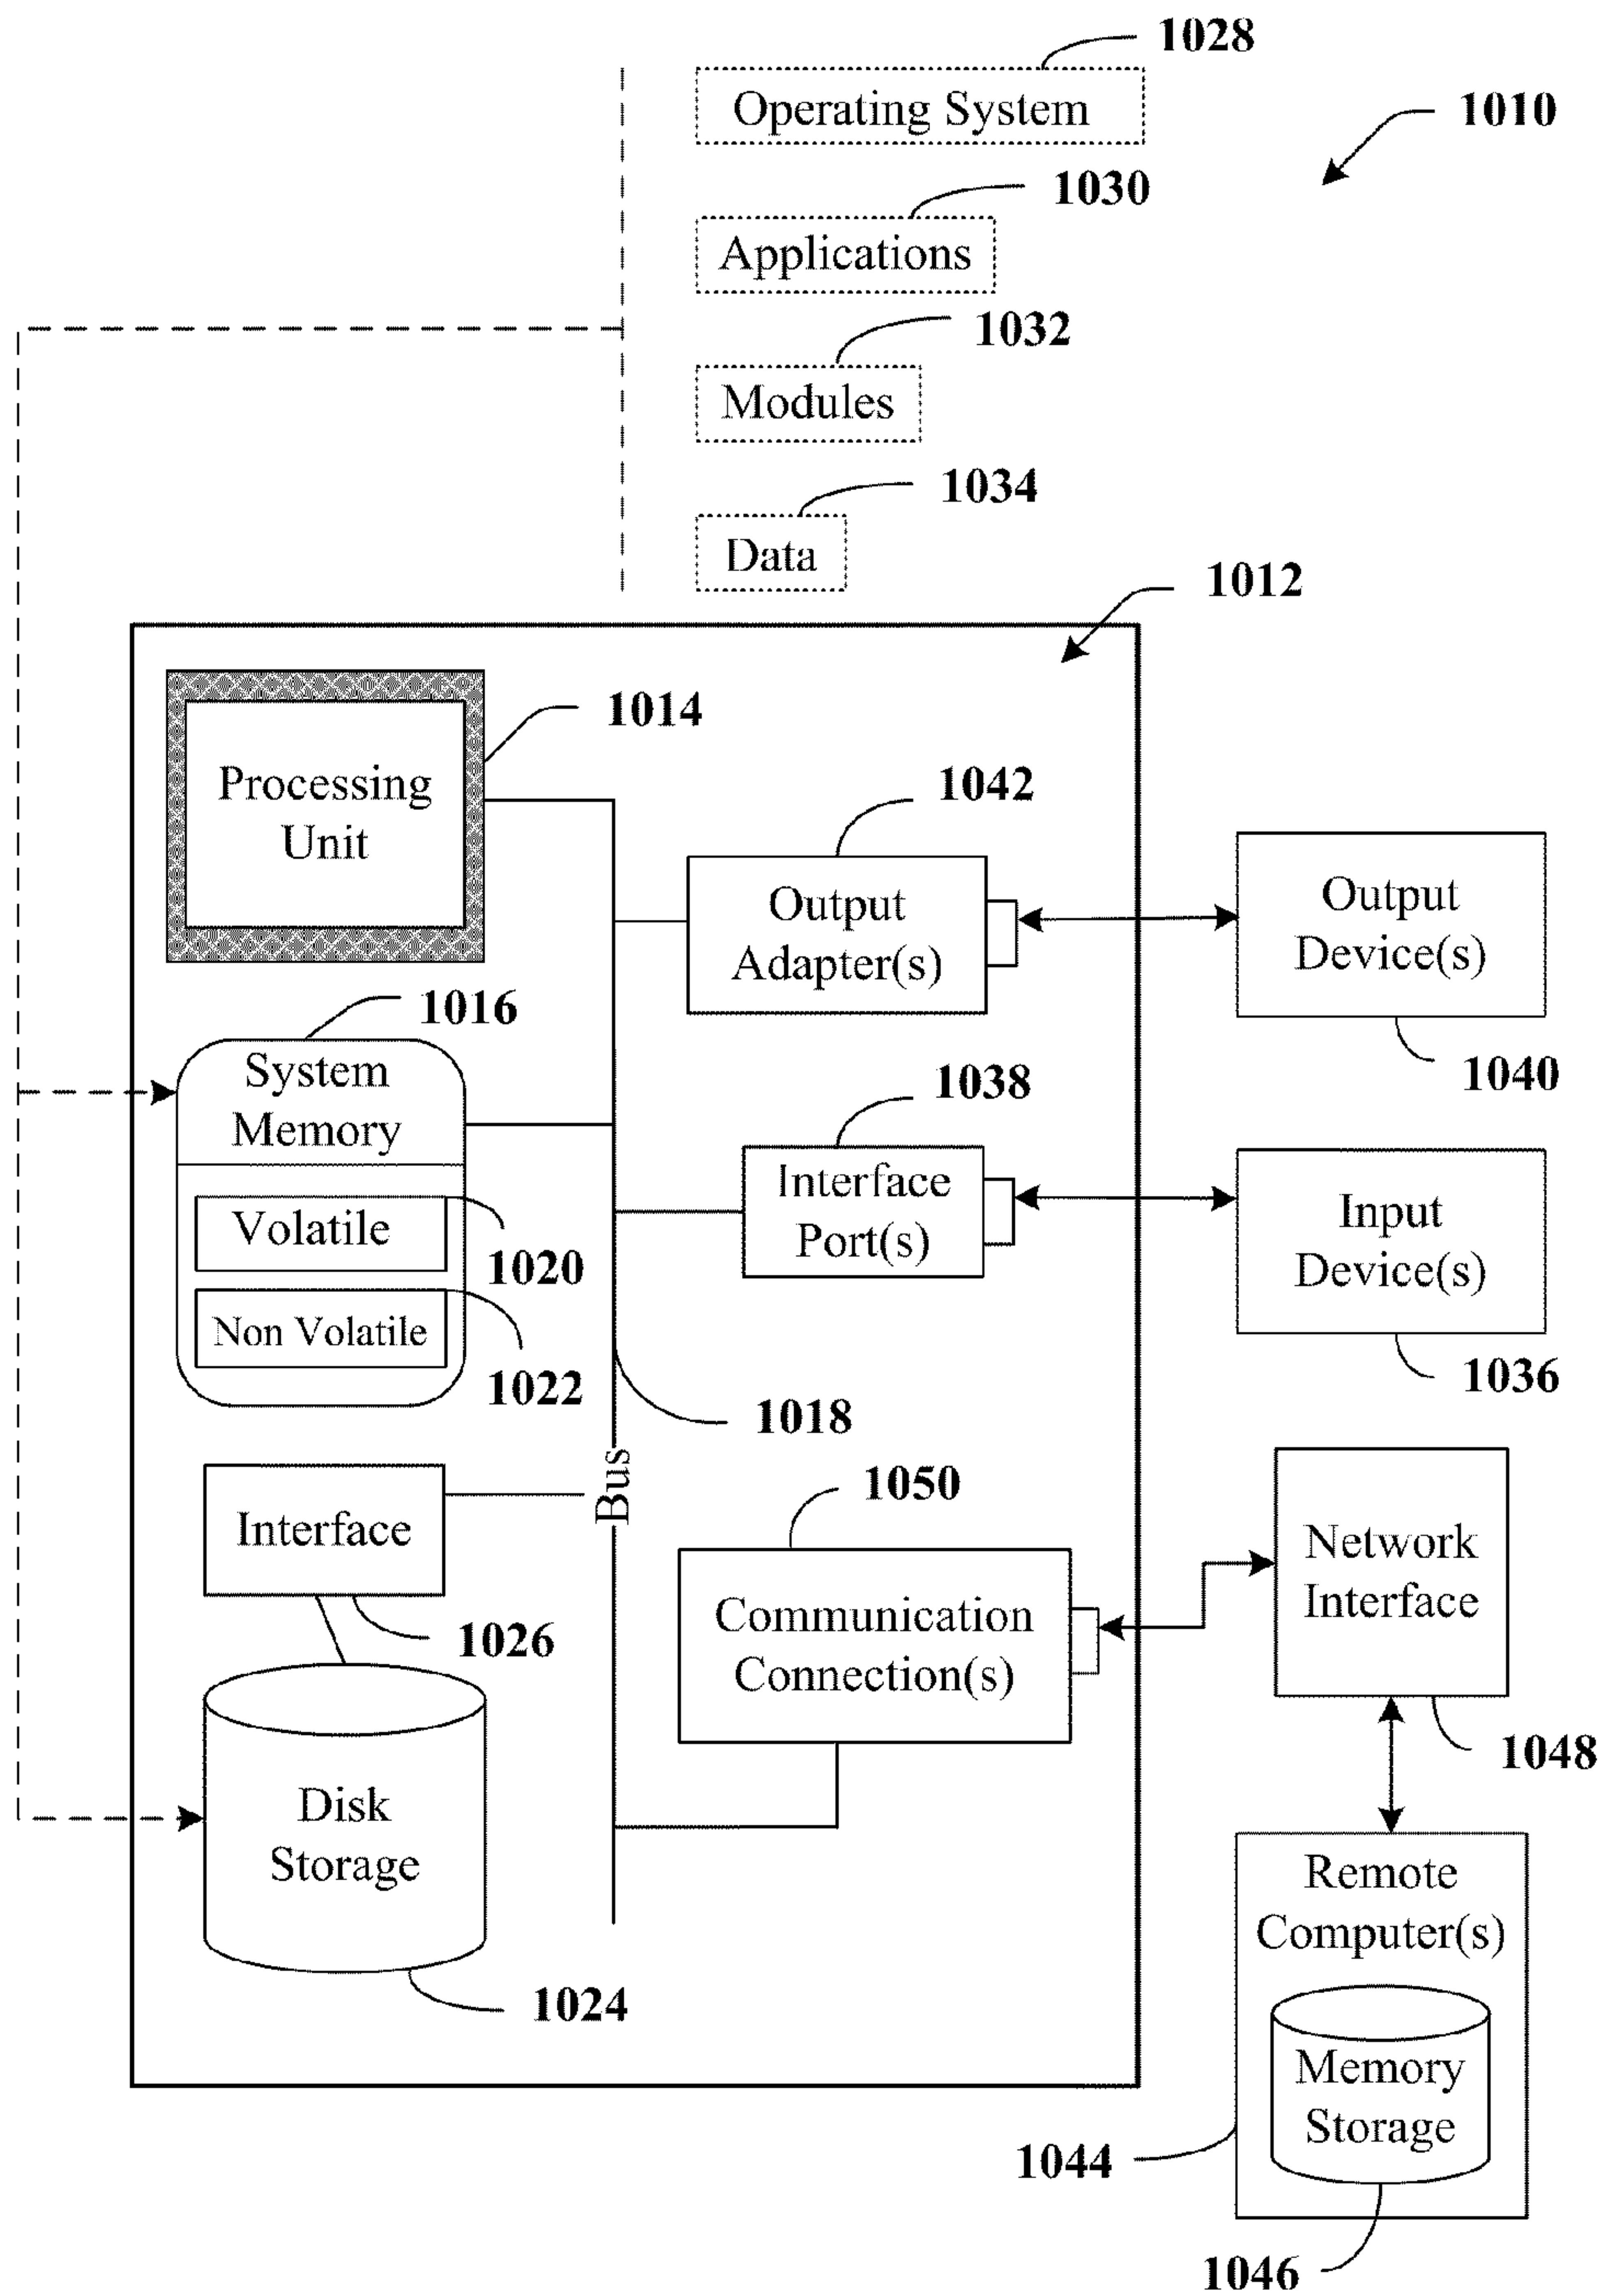 1028
Operating System
1010
1030
Applications
1032
Modules
1034
Data
1012
1014
Processing
Unit
1042
Output
Adapter(s)
Output
Device(s)
1040
1016
System
Memory
Volatile
1020
Non Volatile
1022
1038
Interface
Port(s)
Input
Device(s)
1036
1018
Bus
Interface
1026
1050
Communication
Connection(s)
Network
Interface
1048
Disk
Storage
1024
Remote
Computer(s)
Memory
Storage
1044
1046